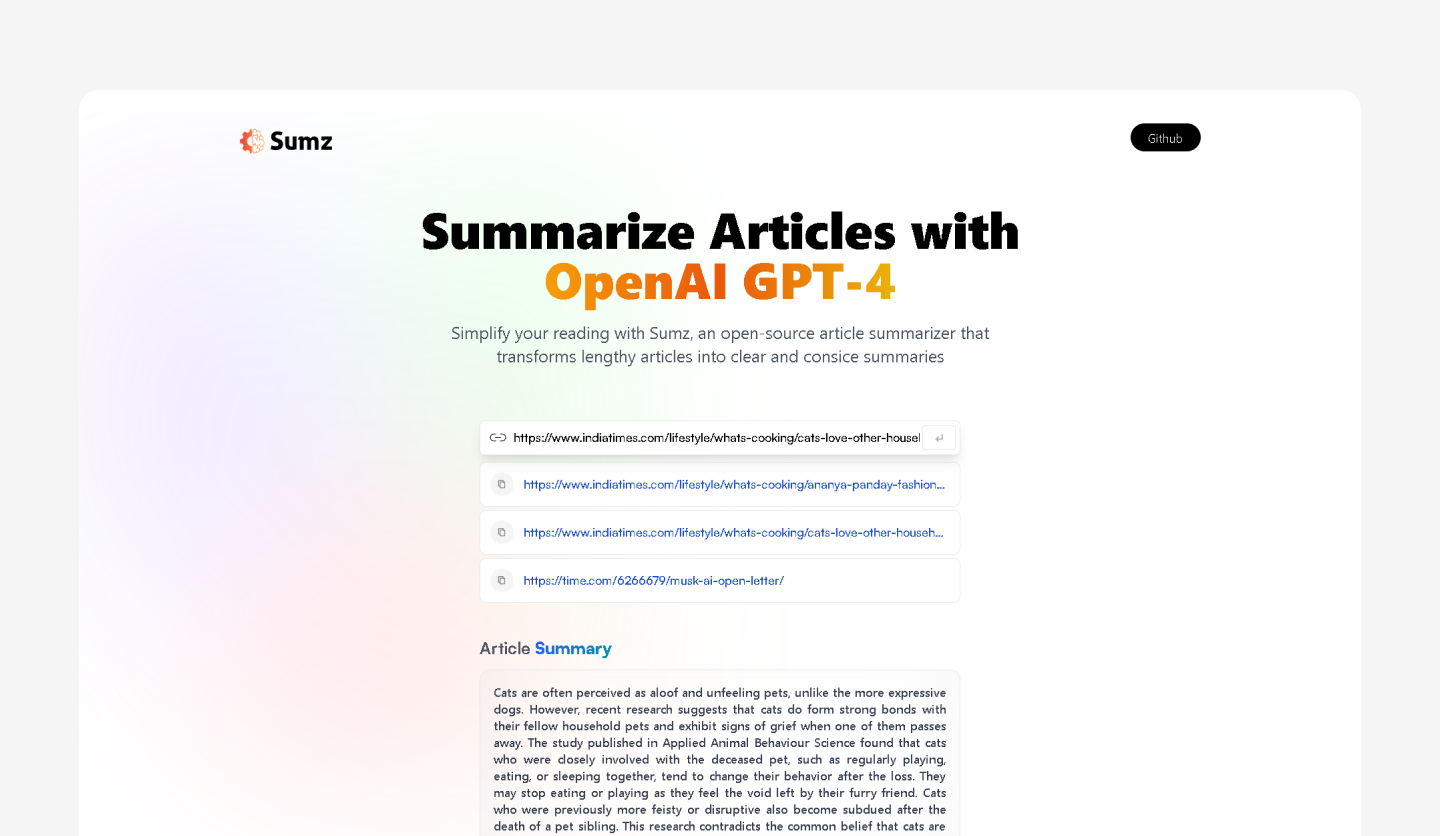 Sumz
Github
Summarize Articles with
OpenAI GPT-4
Simplify your reading with Sumz, an open-source article summarizer that
transforms lengthy articles into clear and consice summaries
https://www.indiatimes.com/lifestyle/whats-cooking/cats-love-other-househ
https://www.indiatimes.com/lifestyle/whats-cooking/ananya-panday-fashion...
https://www.indiatimes.com/lifestyle/whats-cooking/cats-love-other-househ...
https://time.com/6266679/musk-ai-open-letter/
Article Summary
Cats are often perceived as aloof and unfeeling pets, unlike the more expressive
dogs. However, recent research suggests that cats do form strong bonds with
their fellow household pets and exhibit signs of grief when one of them passes
away. The study published in Applied Animal Behaviour Science found that cats
who were closely involved with the deceased pet, such as regularly playing,
eating, or sleeping together, tend to change their behavior after the loss. They
may stop eating or playing as they feel the void left by their furry friend. Cats
who were previously more feisty or disruptive also become subdued after the
death of a pet sibling. This research contradicts the common belief that cats are